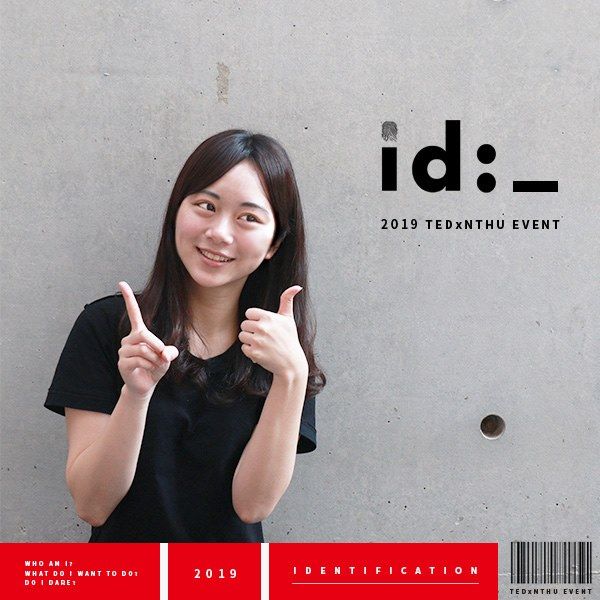 id:_
2019 TEDxNTHU EVENT
WHO AM I?
WHAT DO I WANT TO DO?
DO I DARE?
2019
IDENTIFICATION
TEDxNTHU EVENT